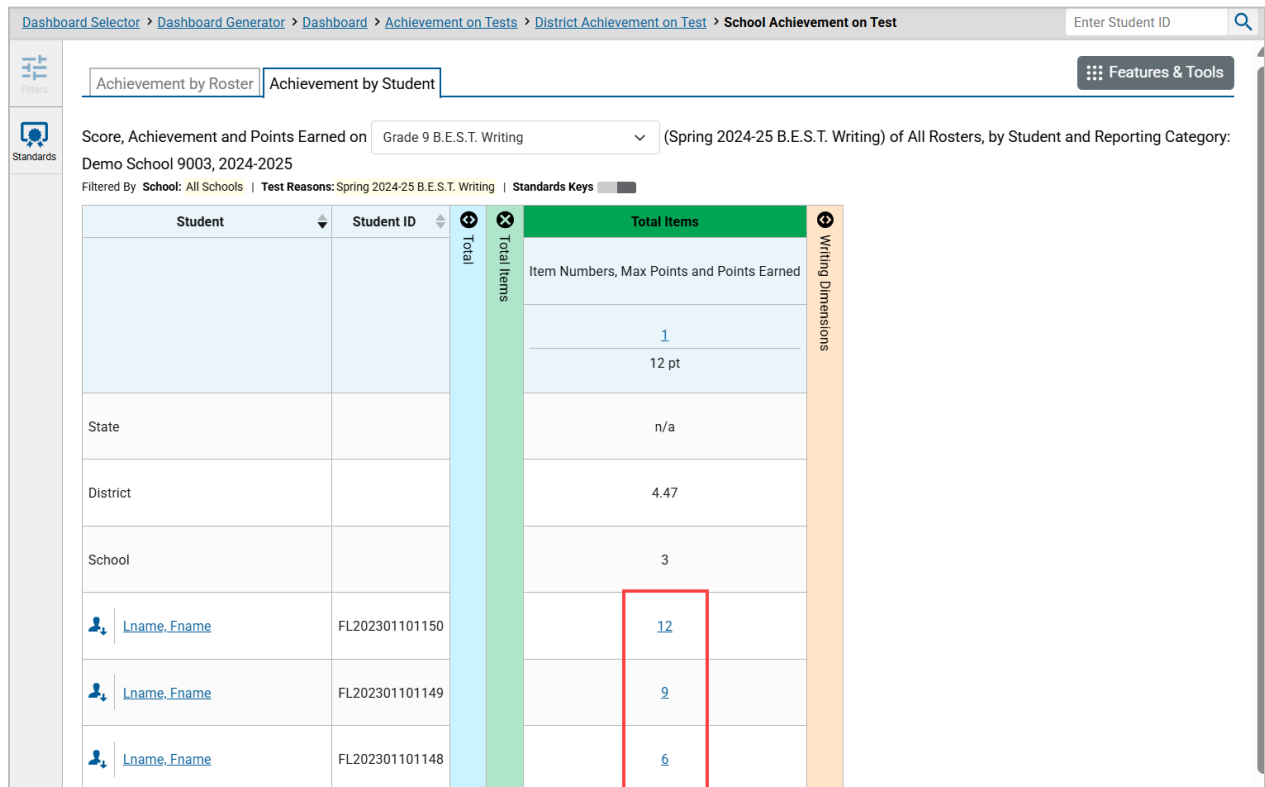 Dashboard Selector > Dashboard Generator > Dashboard > Achievement on Tests > District Achievement on Test > School Achievement on Test
Enter Student ID
Filters
Standards
Achievement by Roster
Achievement by Student
Features & Tools
Score, Achievement and Points Earned on Grade 9 B.E.S.T. Writing (Spring 2024-25 B.E.S.T. Writing) of All Rosters, by Student and Reporting Category:
Demo School 9003, 2024-2025
Filtered By School: All Schools | Test Reasons: Spring 2024-25 B.E.S.T. Writing | Standards Keys
Student
Student ID
Total
Total Items
Total Items
Writing Dimensions
Item Numbers, Max Points and Points Earned
1
12 pt
State n/a
District 4.47
School 3
Lname, Fname FL202301101150 12
Lname, Fname FL202301101149 9
Lname, Fname FL202301101148 6